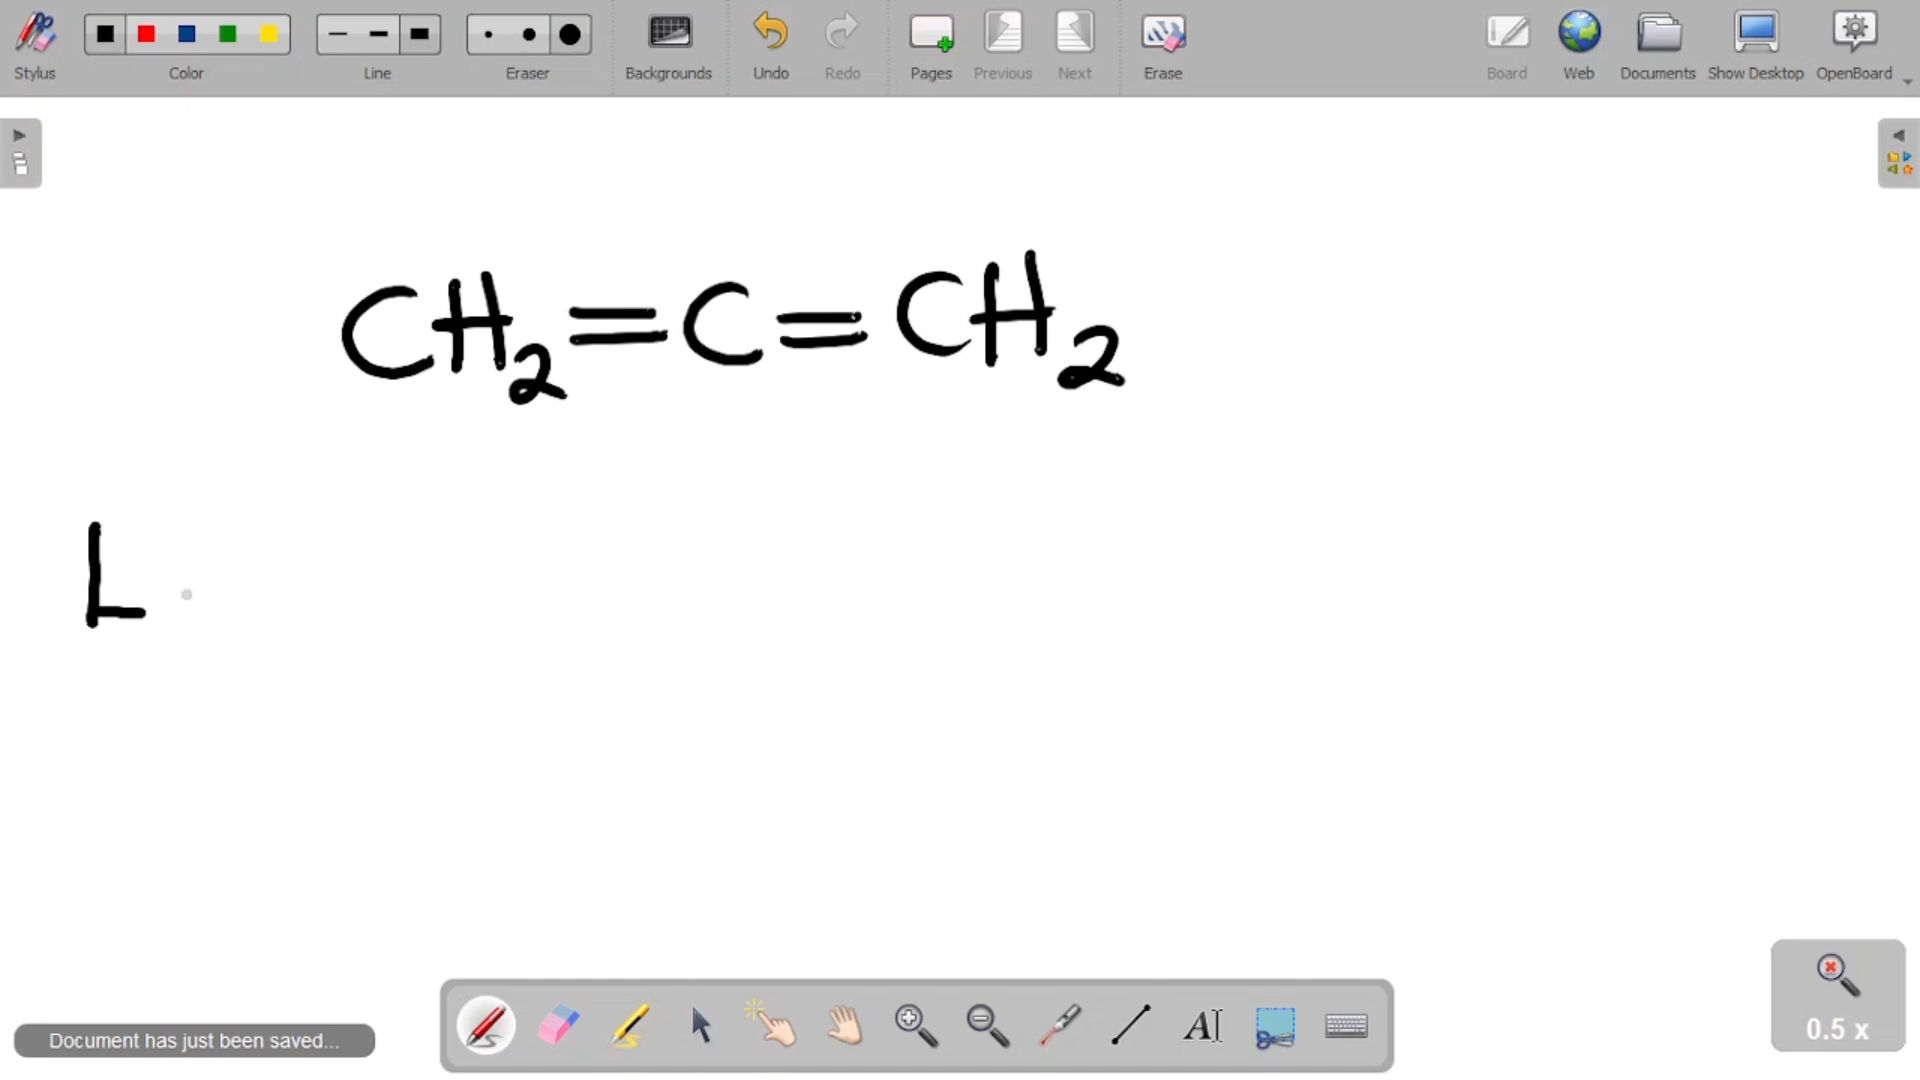 Stylus Color Line Eraser Backgrounds Undo Redo Pages Previous Next Erase Board Web Documents Show Desktop OpenBoard
CH₂=C=CH₂
L
Document has just been saved...
AI
0.5 x